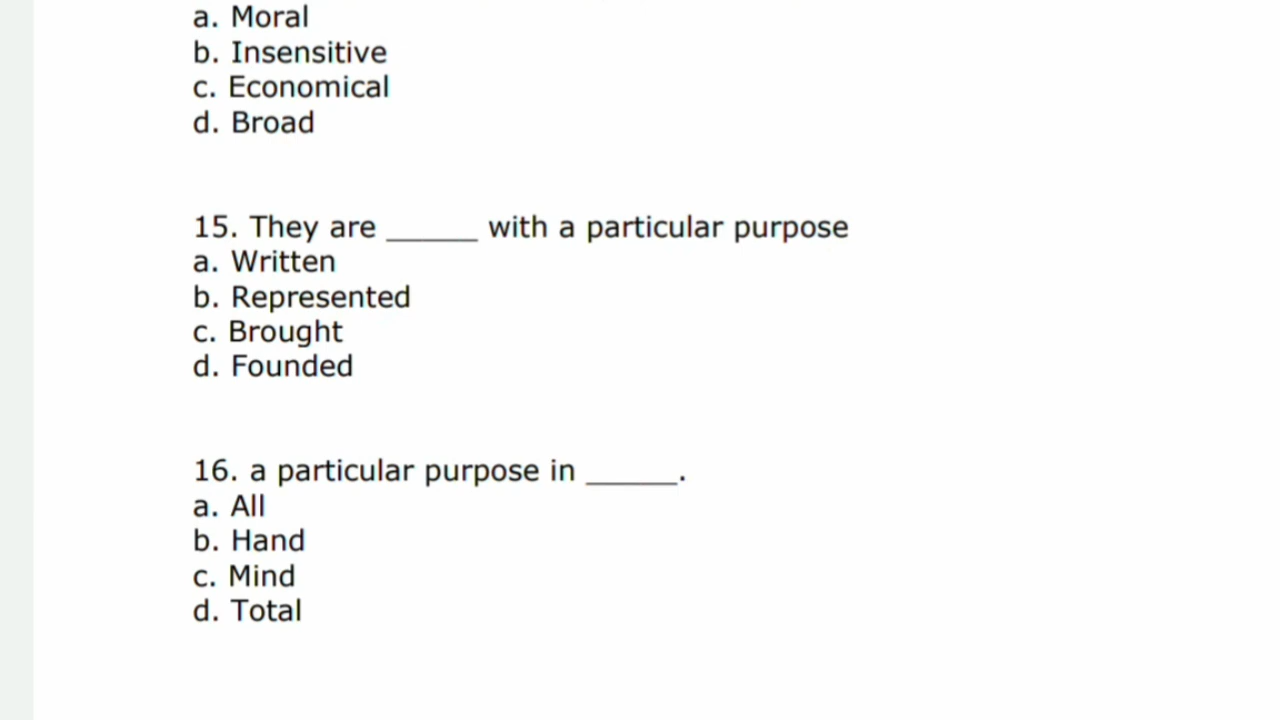 a. Moral
b. Insensitive
c. Economical
d. Broad
15. They are ______ with a particular purpose
a. Written
b. Represented
c. Brought
d. Founded
16. a particular purpose in ______.
a. All
b. Hand
c. Mind
d. Total